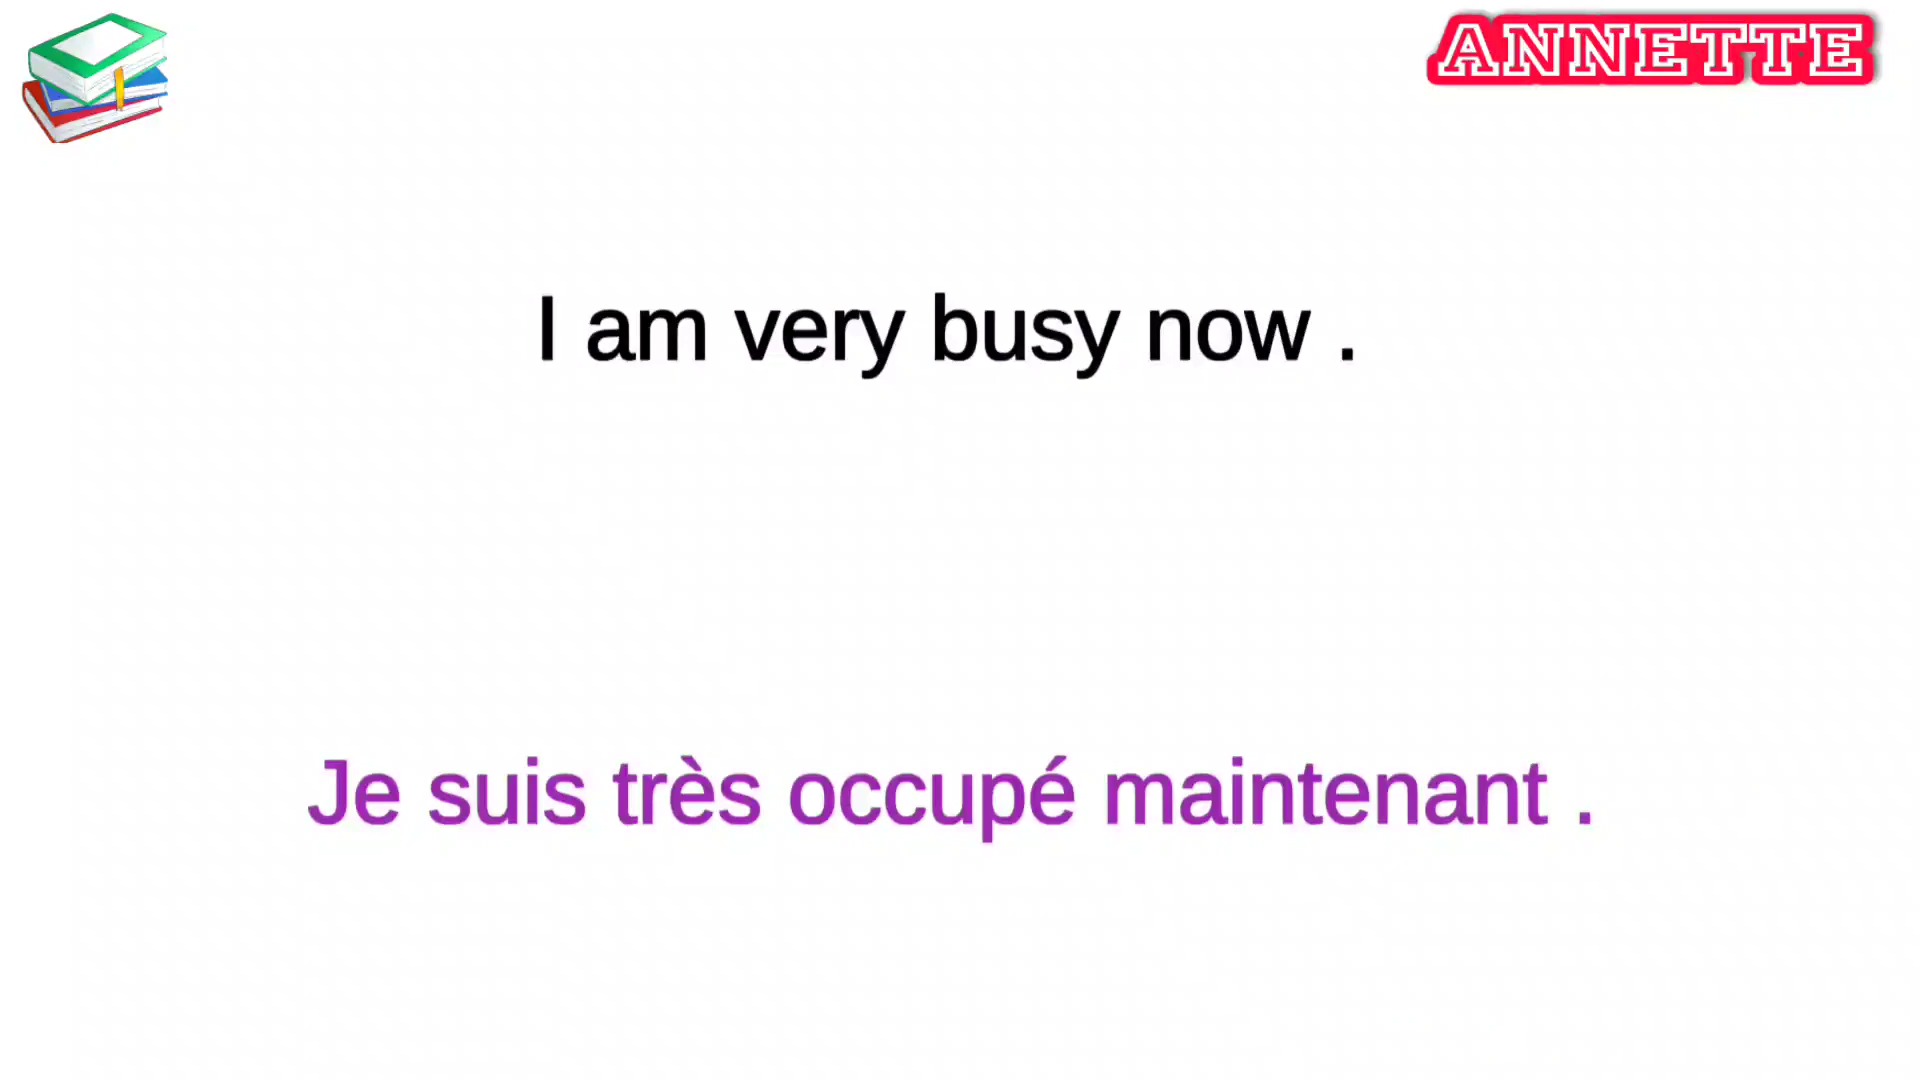 ANNETTE
I am very busy now .
Je suis très occupé maintenant .